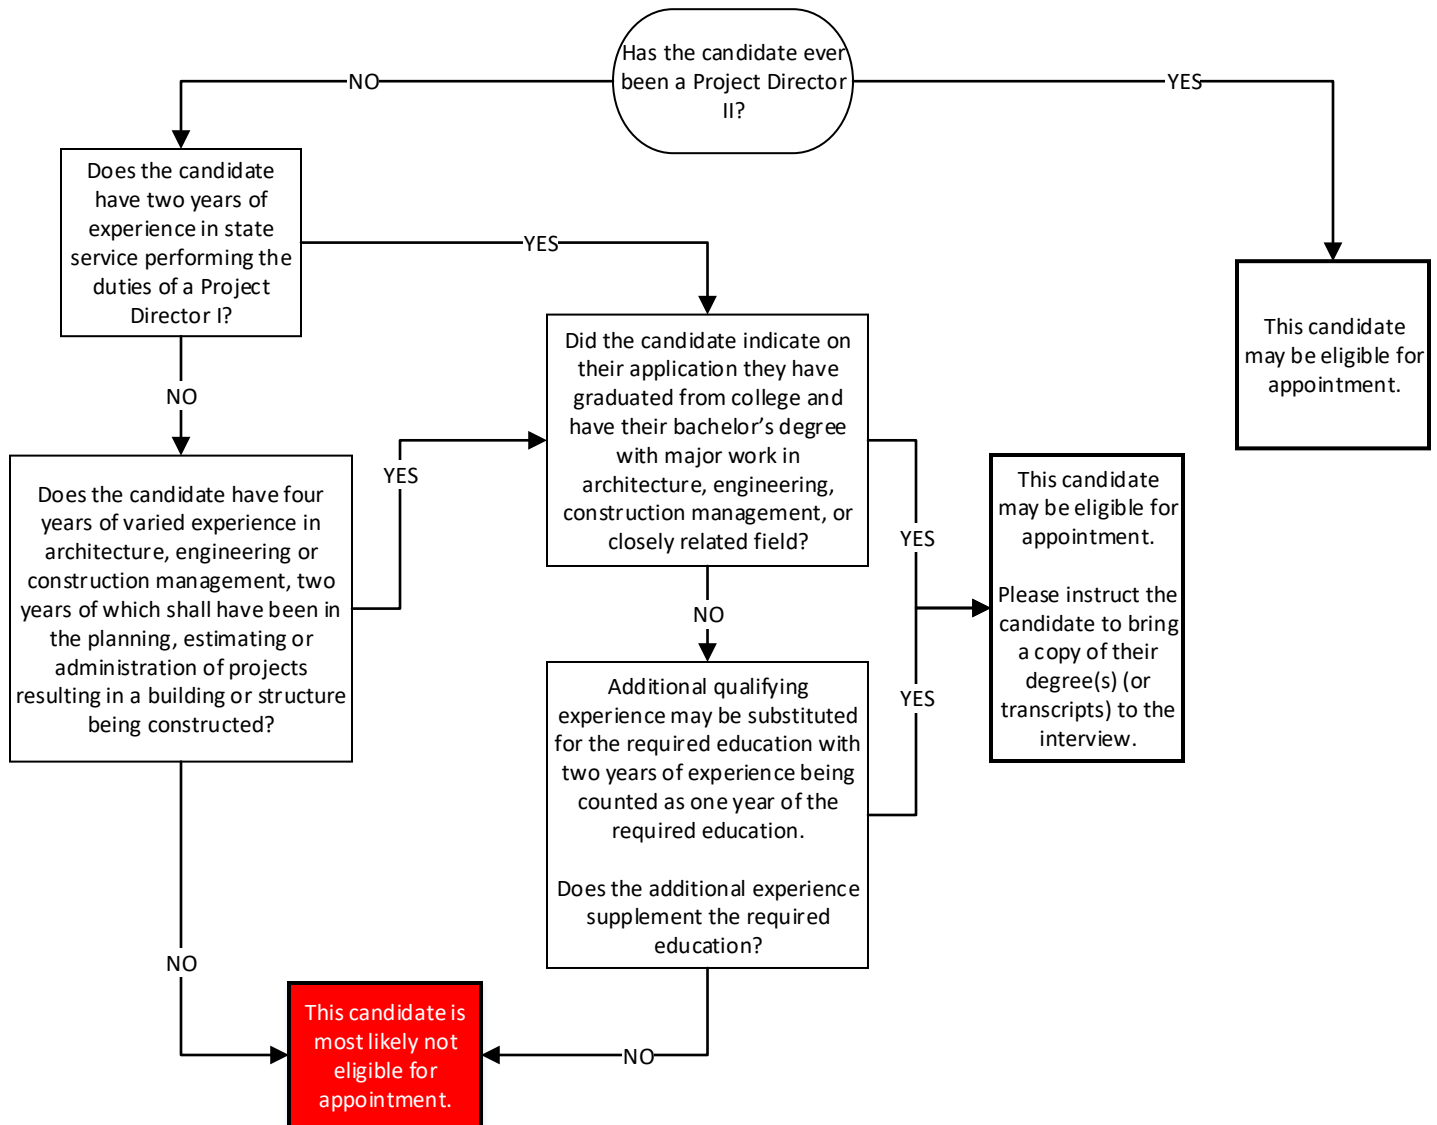 Has the candidate ever
been a Project Director
II?
NO
YES
Does the candidate
have two years of
experience in state
service performing the
duties of a Project
Director I?
YES
NO
This candidate
may be eligible for
appointment.
Did the candidate indicate on
their application they have
graduated from college and
have their bachelor’s degree
with major work in
architecture, engineering,
construction management, or
closely related field?
YES
Does the candidate have four
years of varied experience in
architecture, engineering or
construction management, two
years of which shall have been in
the planning, estimating or
administration of projects
resulting in a building or structure
being constructed?
YES
NO
This candidate
may be eligible for
appointment.
Please instruct the
candidate to bring
a copy of their
degree(s) (or
transcripts) to the
interview.
Additional qualifying
experience may be substituted
for the required education with
two years of experience being
counted as one year of the
required education.
Does the additional experience
supplement the required
education?
YES
NO
NO
This candidate is
most likely not
eligible for
appointment.